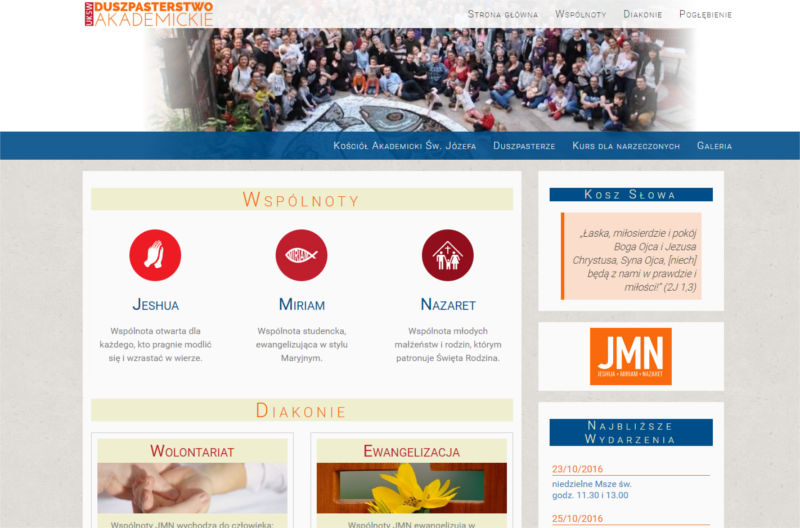 UKSW
DUSZPASTERSTWO
AKADEMICKIE
Strona główna Wspólnoty Diakonie Pogłębienie
Kościół Akademicki Św. Józefa Duszpasterze Kurs dla narzeczonych Galeria
Wspólnoty
Jeshua
Wspólnota otwarta dla
każdego, kto pragnie modlić
się i wzrastać w wierze.
MIRIAM
Miriam
Wspólnota studencka,
ewangelizująca w stylu
Maryjnym.
Nazaret
Wspólnota młodych
małżeństw i rodzin, którym
patronuje Święta Rodzina.
Diakonie
Wolontariat
Wspólnoty JMN wychodzą do człowieka:
Ewangelizacja
Wspólnoty JMN ewangelizują w
Kosz Słowa
„Łaska, miłosierdzie i pokój
Boga Ojca i Jezusa
Chrystusa, Syna Ojca, [niech]
będą z nami w prawdzie i
miłości!” (2J 1,3)
JMN
JESHUA • MIRIAM • NAZARET
Najbliższe
Wydarzenia
23/10/2016
niedzielne Msze św.
godz. 11.30 i 13.00
25/10/2016